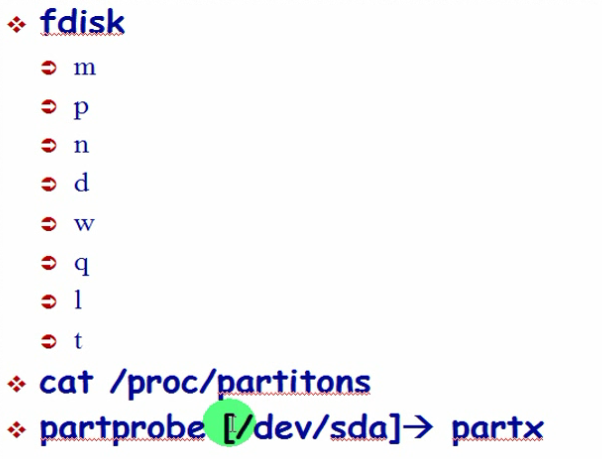 fdisk
m
p
n
d
w
q
l
t
cat /proc/partitons
partprobe [/dev/sda]→ partx